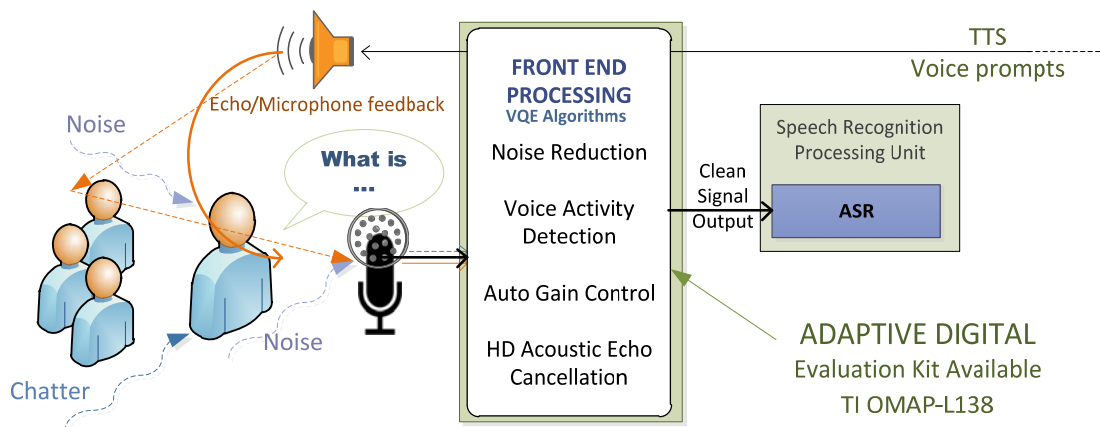 TTS
Voice prompts
Echo/Microphone feedback
Noise
What is
...
FRONT END
PROCESSING
VQE Algorithms
Noise Reduction
Voice Activity
Detection
Auto Gain Control
HD Acoustic Echo
Cancellation
Clean
Signal
Output
Speech Recognition
Processing Unit
ASR
Noise
Chatter
ADAPTIVE DIGITAL
Evaluation Kit Available
TI OMAP-L138